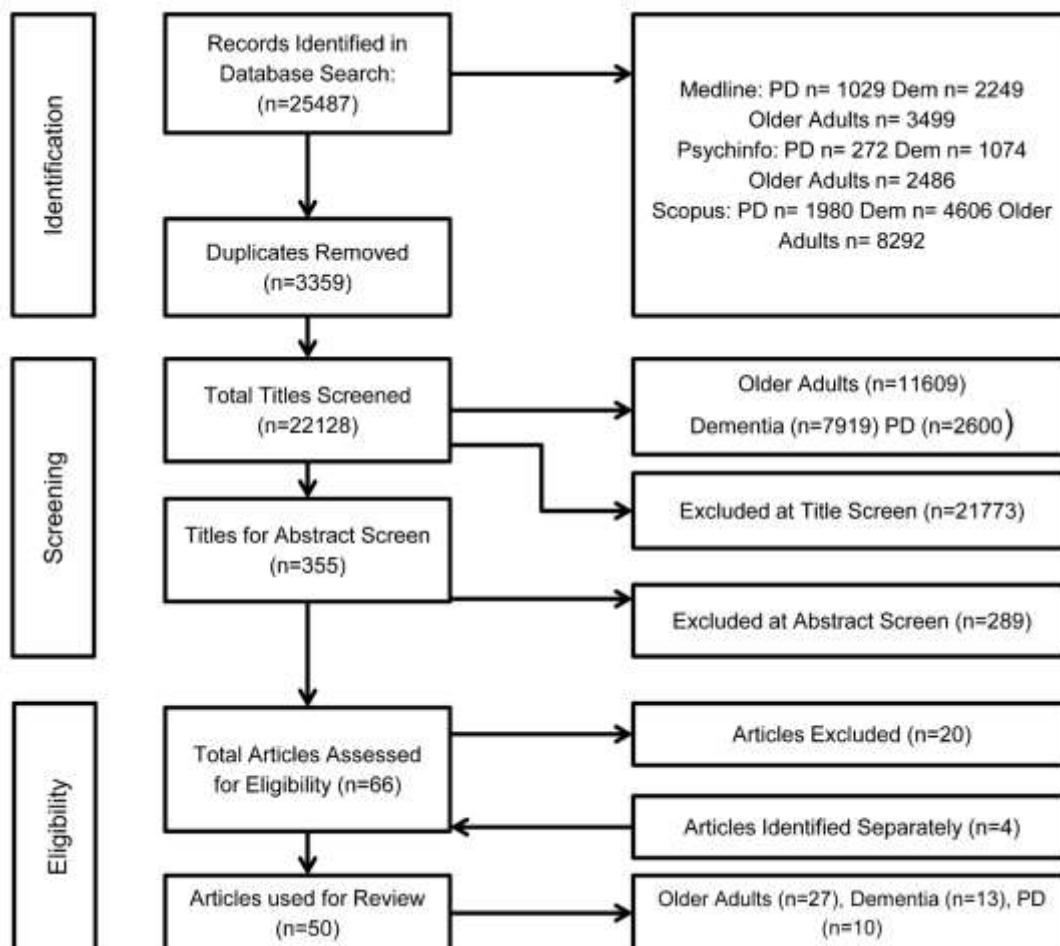 Identification
Records Identified in
Database Search:
(n=25487)
Medline: PD n= 1029 Dem n= 2249
Older Adults n= 3499
Psychinfo: PD n= 272 Dem n= 1074
Older Adults n= 2486
Scopus: PD n= 1980 Dem n= 4606 Older
Adults n= 8292
Duplicates Removed
(n=3359)
Screening
Total Titles Screened
(n=22128)
Older Adults (n=11609)
Dementia (n=7919) PD (n=2600)
Excluded at Title Screen (n=21773)
Titles for Abstract Screen
(n=355)
Excluded at Abstract Screen (n=289)
Eligibility
Total Articles Assessed
for Eligibility (n=66)
Articles Excluded (n=20)
Articles Identified Separately (n=4)
Articles used for Review
(n=50)
Older Adults (n=27), Dementia (n=13), PD
(n=10)